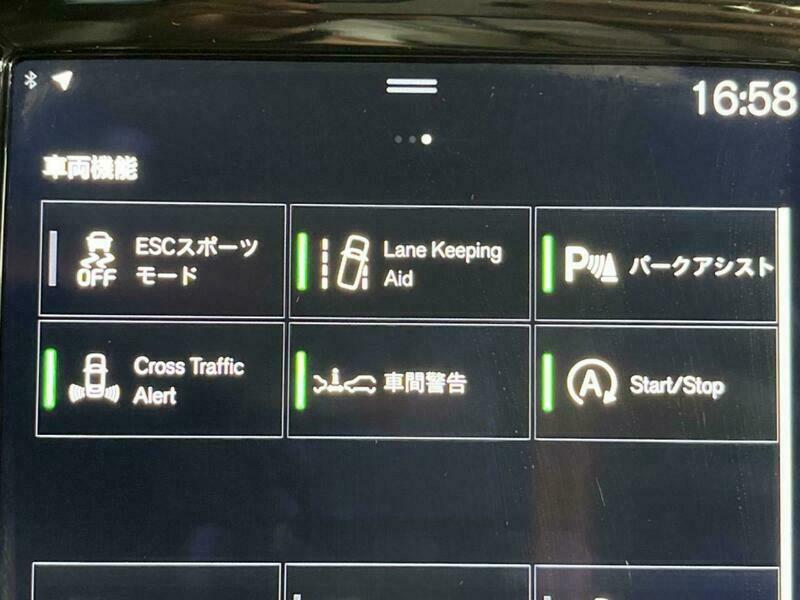 16:58
車両機能
OFF
ESCスポーツ
モード
Lane Keeping
Aid
P
パークアシスト
Cross Traffic
Alert
車間警告
A
Start/Stop